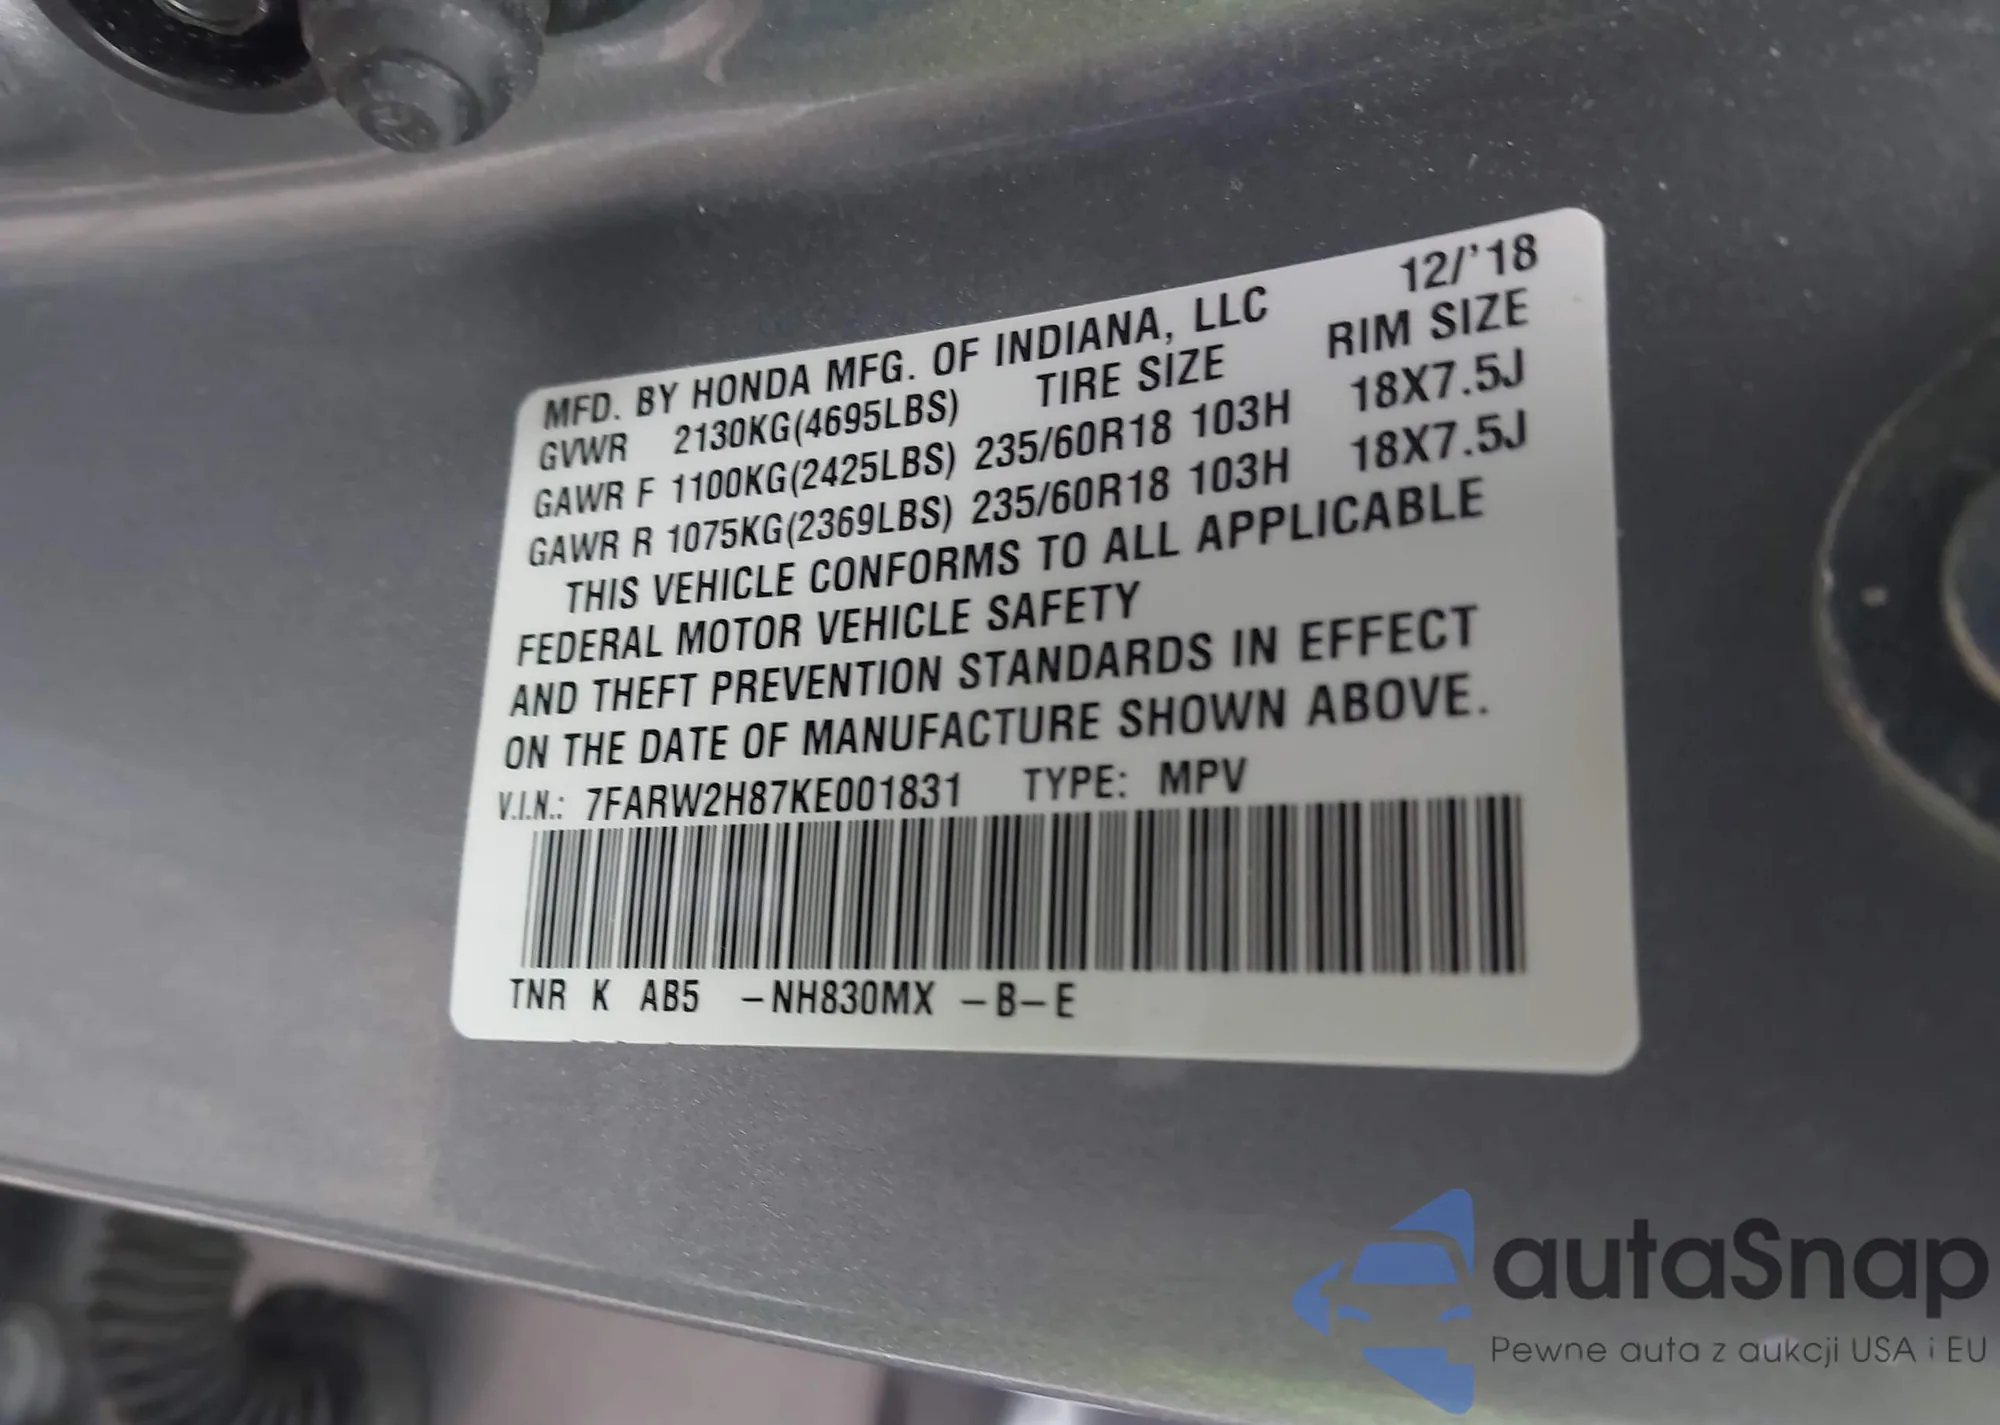 12/'18
MFD. BY HONDA MFG. OF INDIANA, LLC
GVWR 2130KG(4695LBS) TIRE SIZE RIM SIZE
GAWR F 1100KG(2425LBS) 235/60R18 103H 18X7.5J
GAWR R 1075KG(2369LBS) 235/60R18 103H 18X7.5J
THIS VEHICLE CONFORMS TO ALL APPLICABLE
FEDERAL MOTOR VEHICLE SAFETY
AND THEFT PREVENTION STANDARDS IN EFFECT
ON THE DATE OF MANUFACTURE SHOWN ABOVE.
V.I.N.: 7FARW2H87KE001831 TYPE: MPV
TNR K AB5 -NH830MX -B-E
autaSnap
Pewne auta z aukcji USA i EU